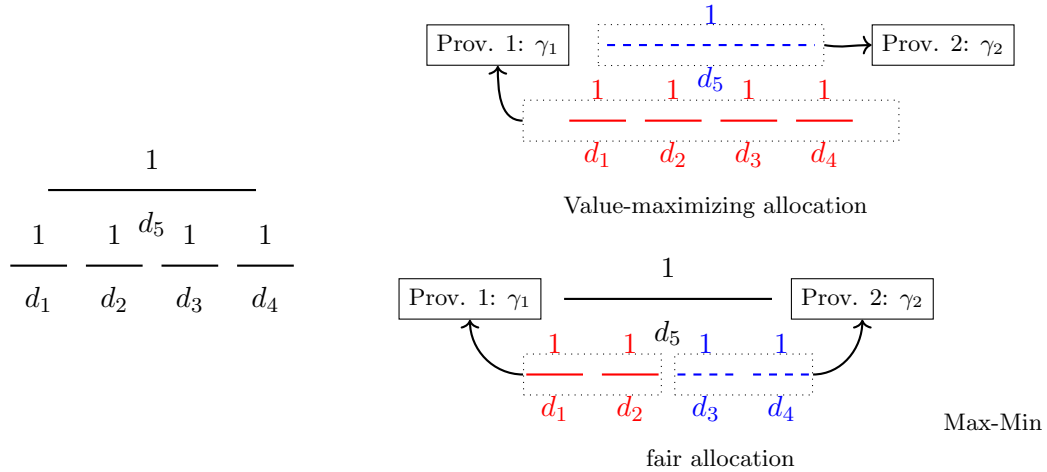 1
d5
1 1 1 1
d1 d2 d3 d4
1
Prov. 1: γ1
Prov. 2: γ2
d5
1 1 1 1
d1 d2 d3 d4
Value-maximizing allocation
1
Prov. 1: γ1
Prov. 2: γ2
d5
1 1 1 1
d1 d2 d3 d4
Max-Min
fair allocation